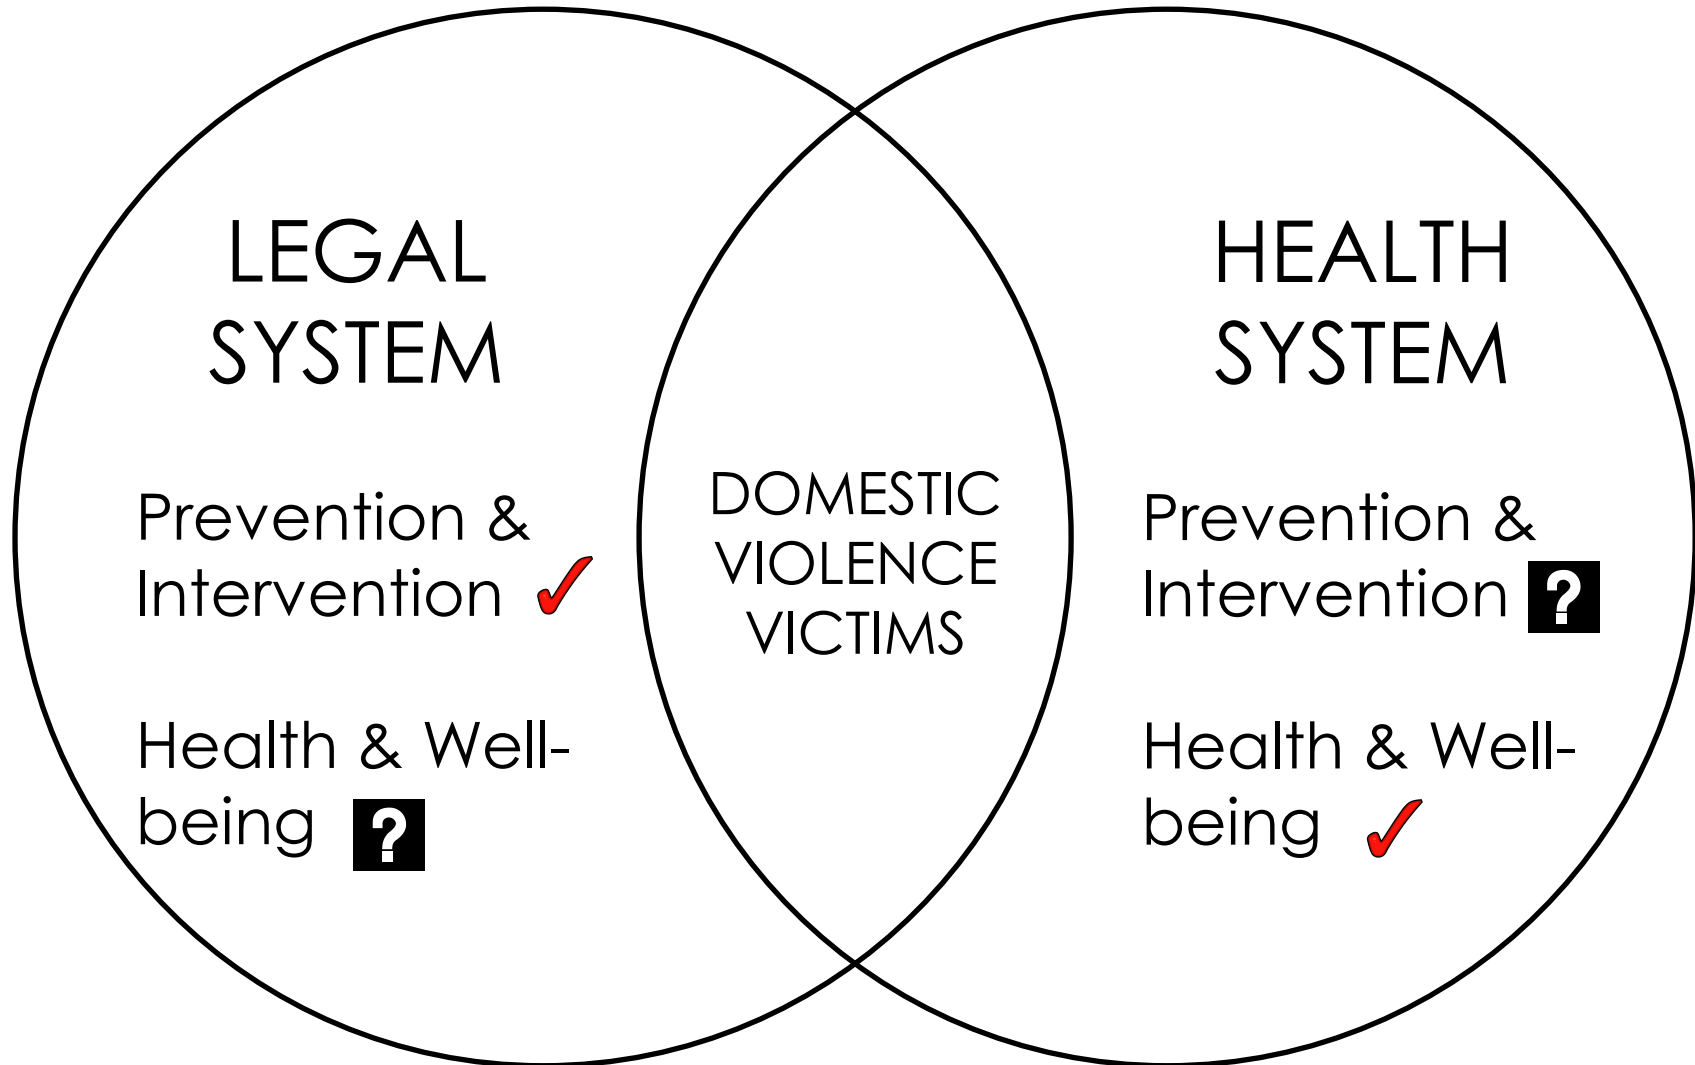 LEGAL
SYSTEM
Prevention &
Intervention ✓
Health & Well-
being ?
DOMESTIC
VIOLENCE
VICTIMS
HEALTH
SYSTEM
Prevention &
Intervention ?
Health & Well-
being ✓